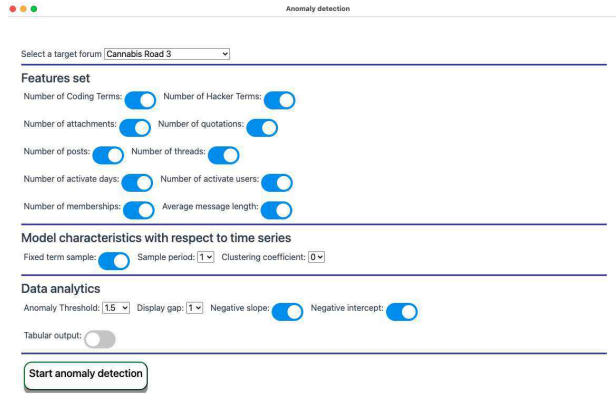 Anomaly detection
Select a target forum Cannabis Road 3
Features set
Number of Coding Terms: Number of Hacker Terms:
Number of attachments: Number of quotations:
Number of posts: Number of threads:
Number of activate days: Number of activate users:
Number of memberships: Average message length:
Model characteristics with respect to time series
Fixed term sample: Sample period: 1 Clustering coefficient: 0
Data analytics
Anomaly Threshold: 1.5 Display gap: 1 Negative slope: Negative intercept:
Tabular output:
Start anomaly detection